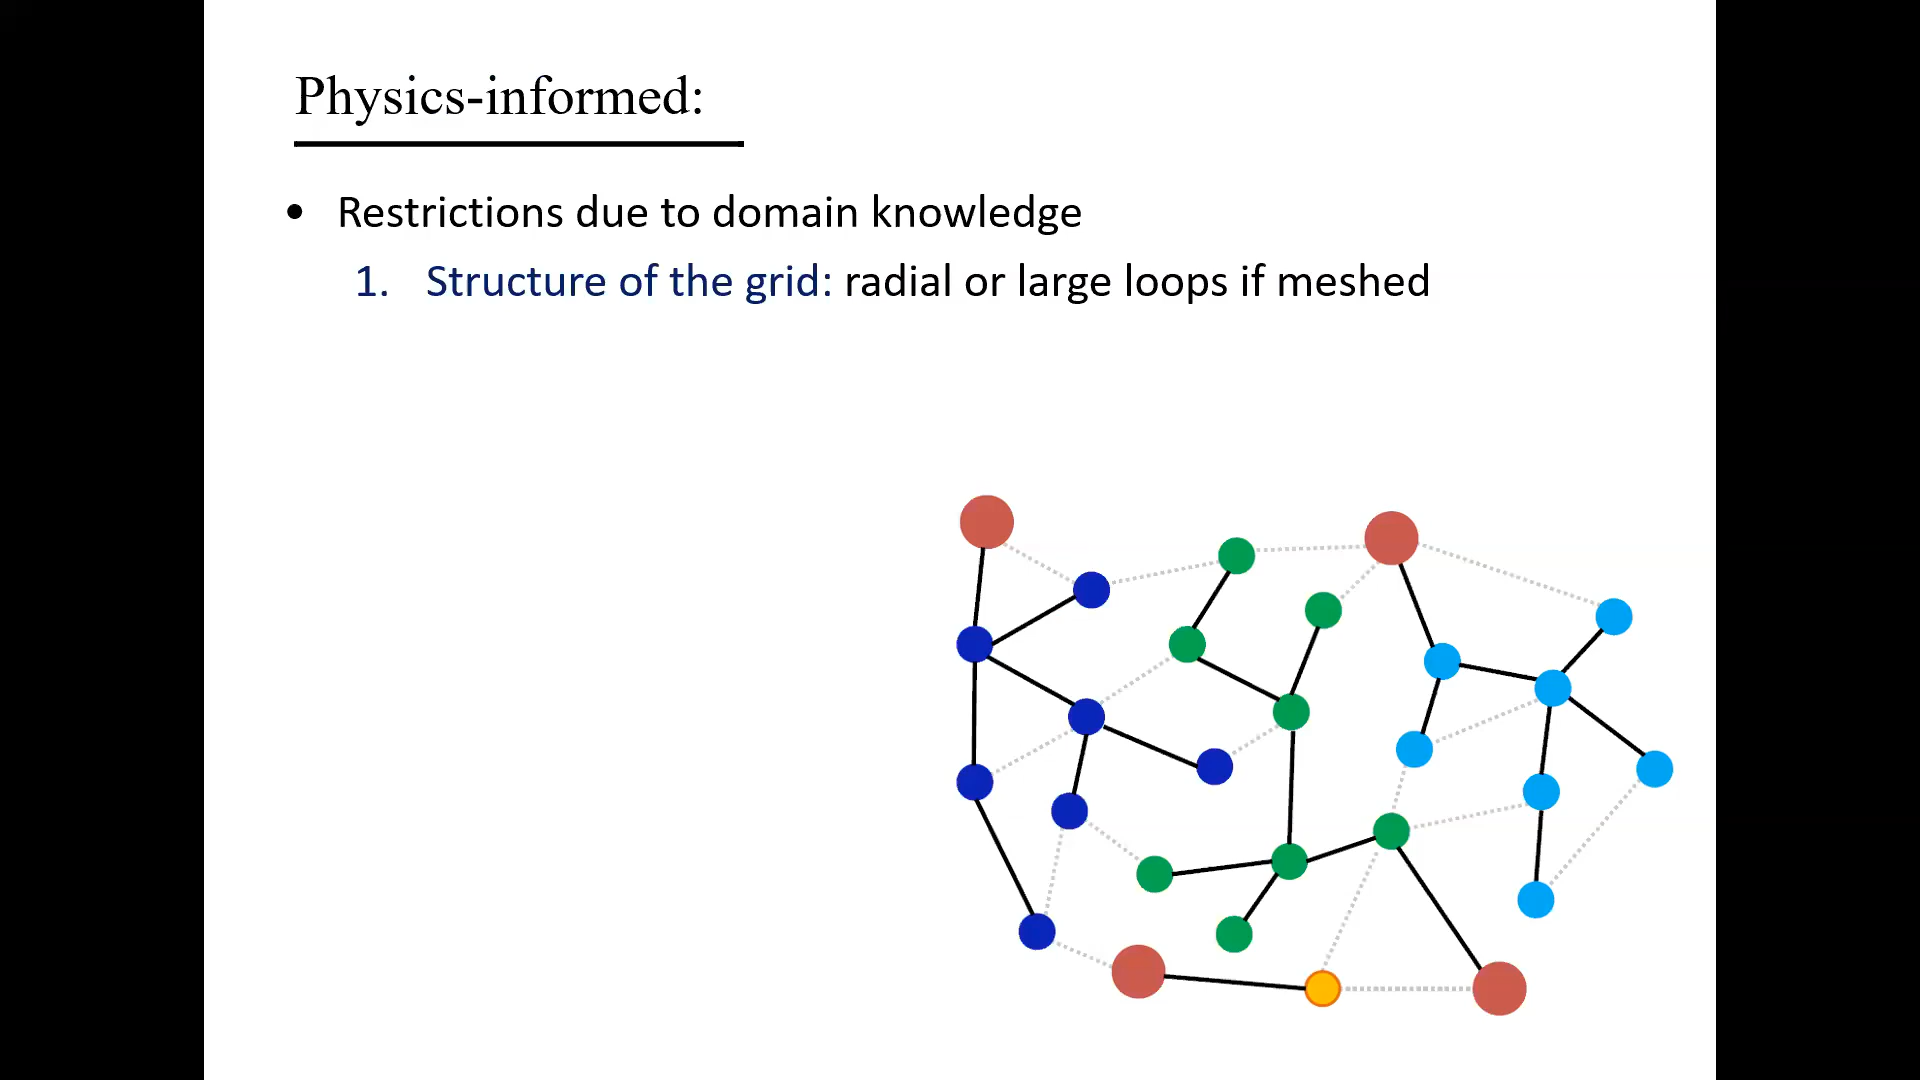 Physics-informed:
• Restrictions due to domain knowledge
1. Structure of the grid: radial or large loops if meshed